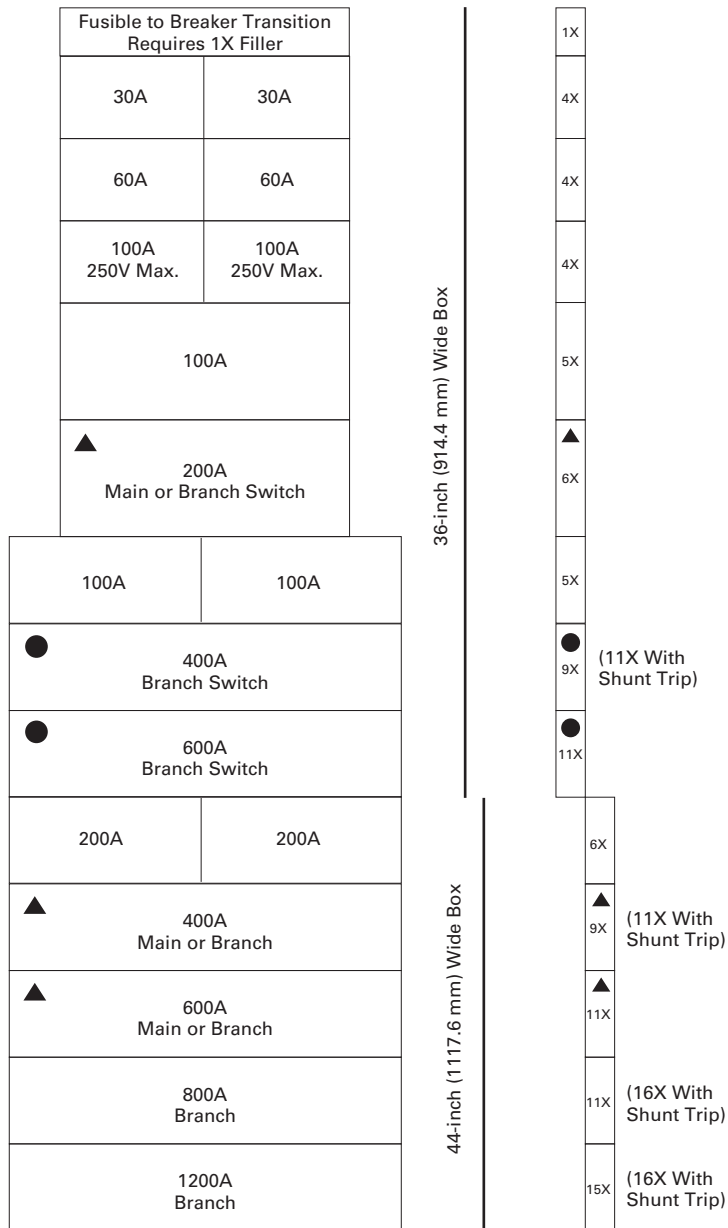 Fusible to Breaker Transition
Requires 1X Filler
1X
30A 30A
4X
60A 60A
4X
100A
250V Max.
100A
250V Max.
4X
100A
5X
200A
Main or Branch Switch
6X
36-inch (914.4 mm) Wide Box
100A 100A
5X
400A
Branch Switch
9X
(11X With
Shunt Trip)
600A
Branch Switch
11X
200A 200A
6X
400A
Main or Branch
9X
(11X With
Shunt Trip)
600A
Main or Branch
11X
44-inch (1117.6 mm) Wide Box
800A
Branch
11X
(16X With
Shunt Trip)
1200A
Branch
15X
(16X With
Shunt Trip)